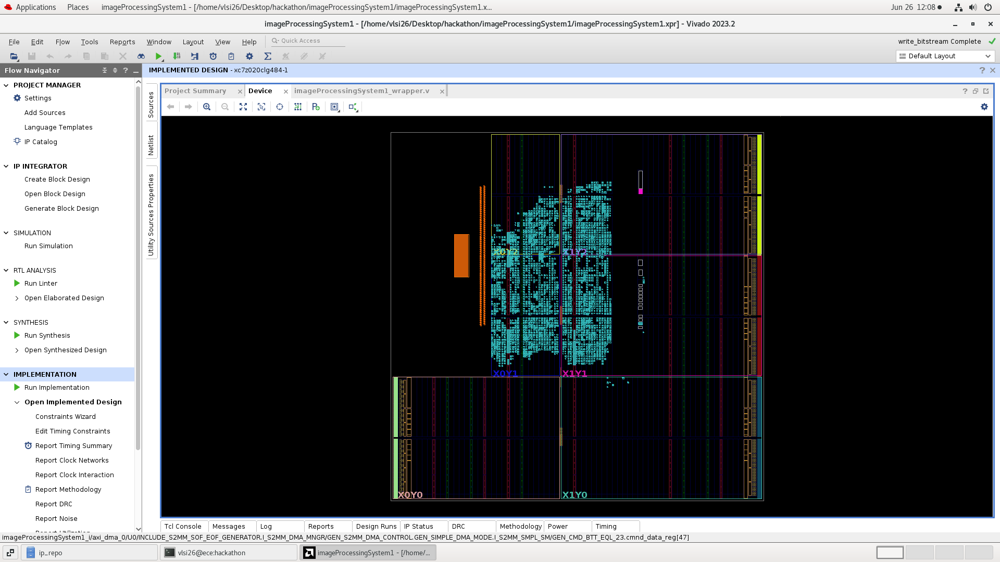 Applications Places imageProcessingSystem1 - [/home/vlsi26/Desktop/hackathon/imageProcessingSystem1/imageProcessingSystem1.x... Jun 26 12:08
imageProcessingSystem1 - [/home/vlsi26/Desktop/hackathon/imageProcessingSystem1/imageProcessingSystem1.xpr] - Vivado 2023.2
File Edit Flow Tools Reports Window Layout View Help Quick Access write_bitstream Complete
Default Layout
Flow Navigator
IMPLEMENTED DESIGN - xc7z020clg484-1
PROJECT MANAGER
Settings
Add Sources
Language Templates
IP Catalog
IP INTEGRATOR
Create Block Design
Open Block Design
Generate Block Design
SIMULATION
Run Simulation
RTL ANALYSIS
Run Linter
Open Elaborated Design
SYNTHESIS
Run Synthesis
Open Synthesized Design
IMPLEMENTATION
Run Implementation
Open Implemented Design
Constraints Wizard
Edit Timing Constraints
Report Timing Summary
Report Clock Networks
Report Clock Interaction
Report Methodology
Report DRC
Report Noise
Sources
Netlist
Utility Sources Properties
Project Summary Device imageProcessingSystem1_wrapper.v
X0Y2 X1Y2
X0Y1 X1Y1
X0Y0 X1Y0
Tcl Console Messages Log Reports Design Runs IP Status DRC Methodology Power Timing
imageProcessingSystem1_i/axi_dma_0/U0/INCLUDE_S2MM_SOF_EOF_GENERATOR.I_S2MM_DMA_MNGR/GEN_S2MM_DMA_CONTROL.GEN_SIMPLE_DMA_MODE.I_S2MM_SMPL_SM/GEN_CMD_BTT_EQL_23.cmnd_data_reg[47]
ip_repo vlsi26@ece:hackathon imageProcessingSystem1 - [/home/...